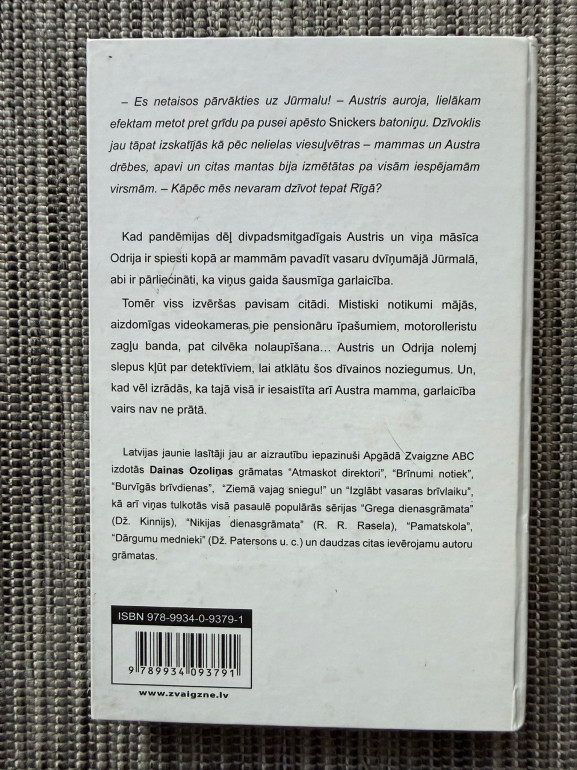 – Es netaisos pārvākties uz Jūrmalu! – Austris auroja, lielākam
efektam metot pret grīdu pa pusei apēsto Snickers batoniņu. Dzīvoklis
jau tāpat izskatījās kā pēc nelielas viesuļvētras – mammas un Austra
drēbes, apavi un citas mantas bija izmētātas pa visām iespējamām
virsmām. – Kāpēc mēs nevaram dzīvot tepat Rīgā?
Kad pandēmijas dēļ divpadsmitgadīgais Austris un viņa māsīca
Odrija ir spiesti kopā ar mammām pavadīt vasaru dvīņumājā Jūrmalā,
abi ir pārliecināti, ka viņus gaida šausmīga garlaicība.
Tomēr viss izvēršas pavisam citādi. Mistiski notikumi mājās,
aizdomīgas videokameras pie pensionāru īpašumiem, motorolleristu
zagļu banda, pat cilvēka nolaupīšana... Austris un Odrija nolemj
slepus kļūt par detektīviem, lai atklātu šos dīvainos noziegumus. Un,
kad vēl izrādās, ka tajā visā ir iesaistīta arī Austra mamma, garlaicība
vairs nav ne prātā.
Latvijas jaunie lasītāji jau ar aizrautību iepazinuši Apgādā Zvaigzne ABC
izdotās Dainas Ozoliņas grāmatas “Atmaskot direktori”, “Brīnumi notiek”,
“Burvīgās brīvdienas”, “Ziemā vajag sniegu!” un “Izglābt vasaras brīvlaiku”,
kā arī viņas tulkotās visā pasaulē populārās sērijas “Grega dienasgrāmata”
(Dž. Kinnijs), “Nikijas dienasgrāmata” (R. R. Rasela), “Pamatskola”,
“Dārgumu mednieki” (Dž. Patersons u. c.) un daudzas citas ievērojamu autoru
grāmatas.
ISBN 978-9934-0-9379-1
9 789934 093791
www.zvaigzne.lv